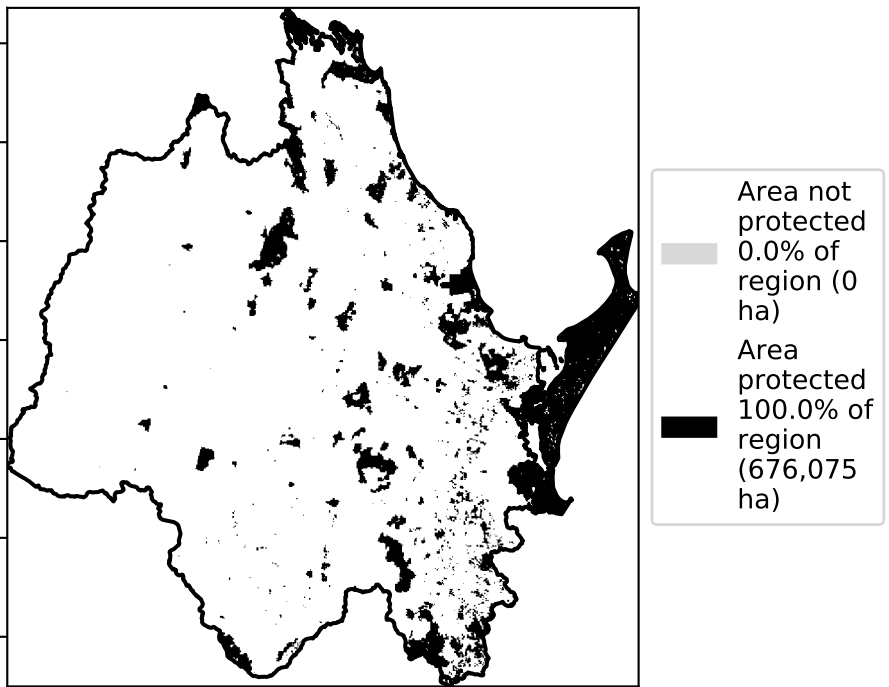 Area not
protected
0.0% of
region (0
ha)
Area
protected
100.0% of
region
(676,075
ha)